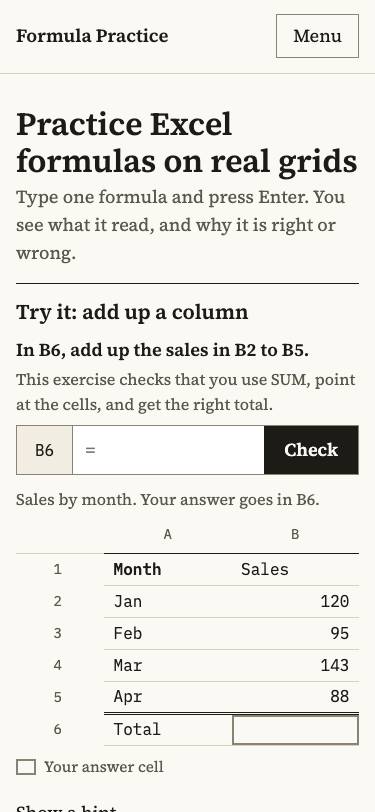 Formula Practice
Menu
Practice Excel
formulas on real grids
Type one formula and press Enter. You
see what it read, and why it is right or
wrong.
Try it: add up a column
In B6, add up the sales in B2 to B5.
This exercise checks that you use SUM, point
at the cells, and get the right total.
B6 = Check
Sales by month. Your answer goes in B6.
A B
1 Month Sales
2 Jan 120
3 Feb 95
4 Mar 143
5 Apr 88
6 Total
Your answer cell
Show a hint